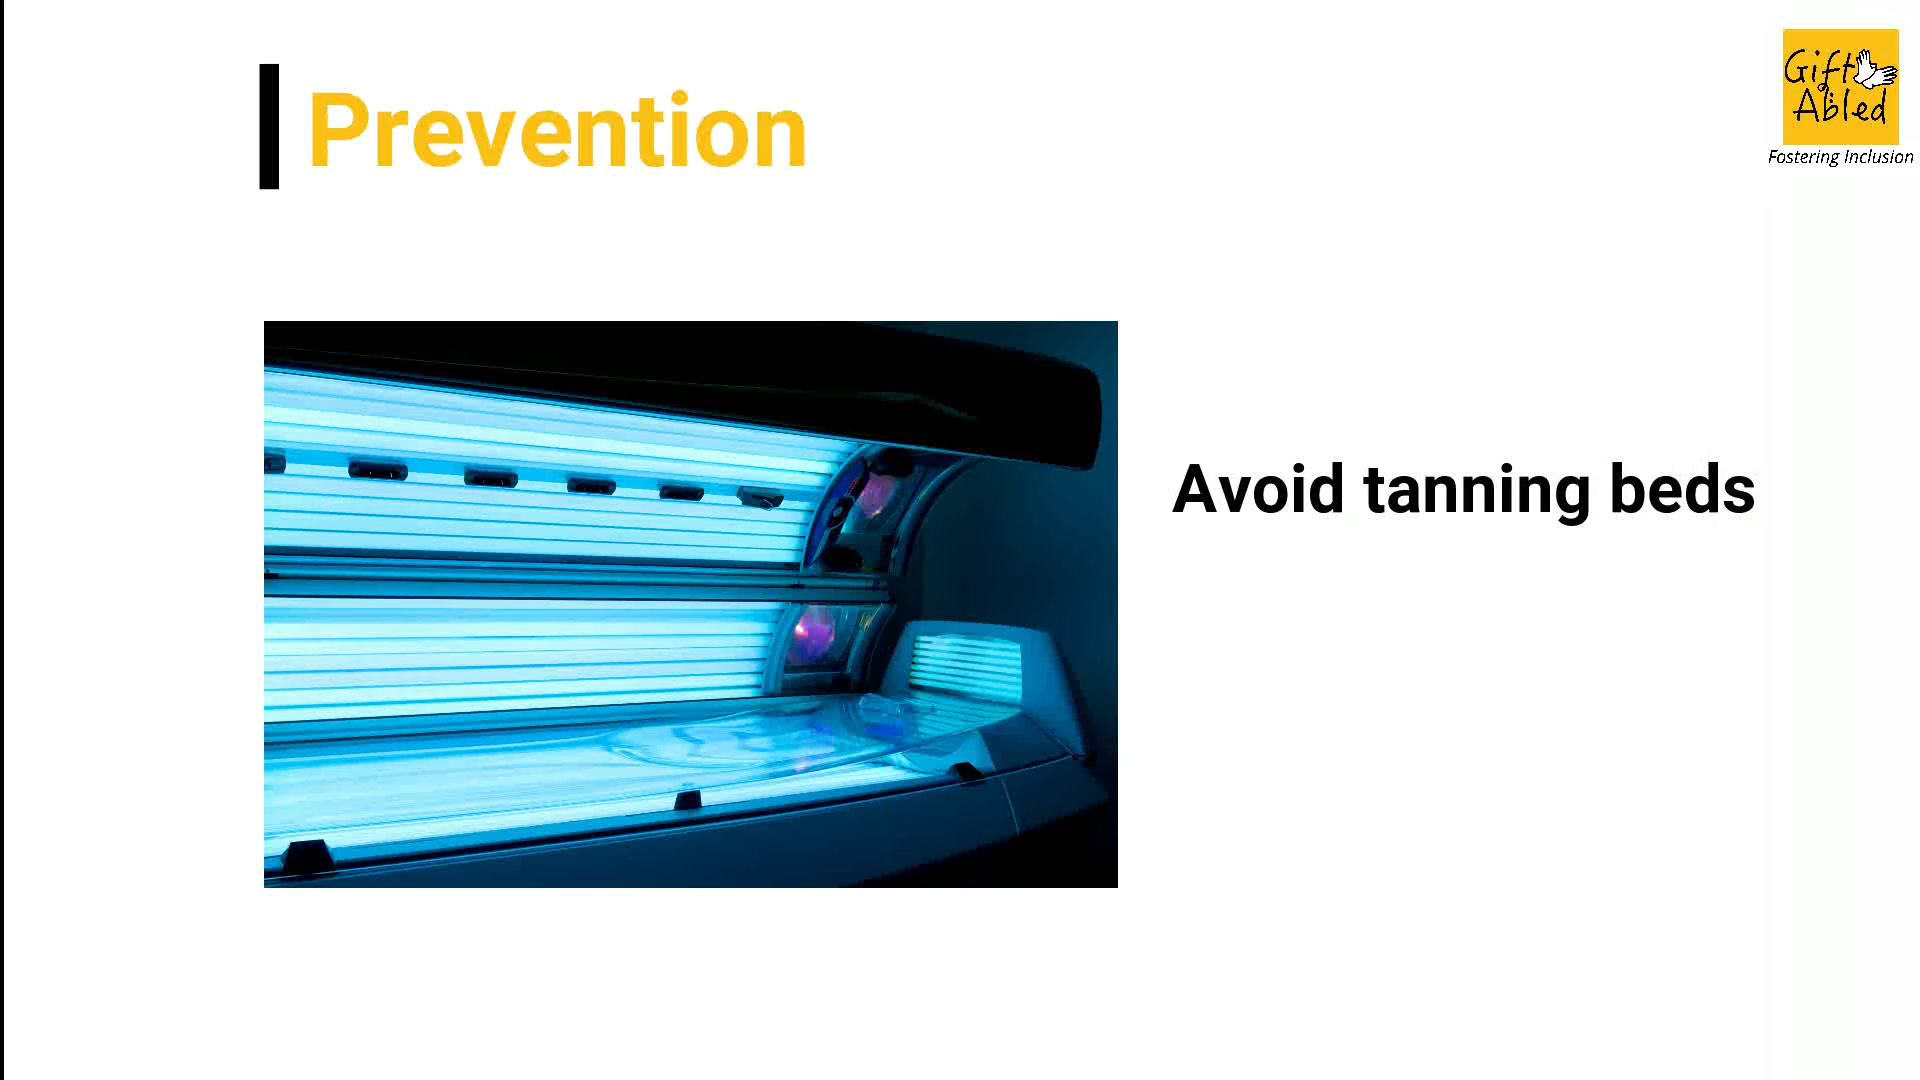 Prevention
Gift
Abled
Fostering Inclusion
Avoid tanning beds